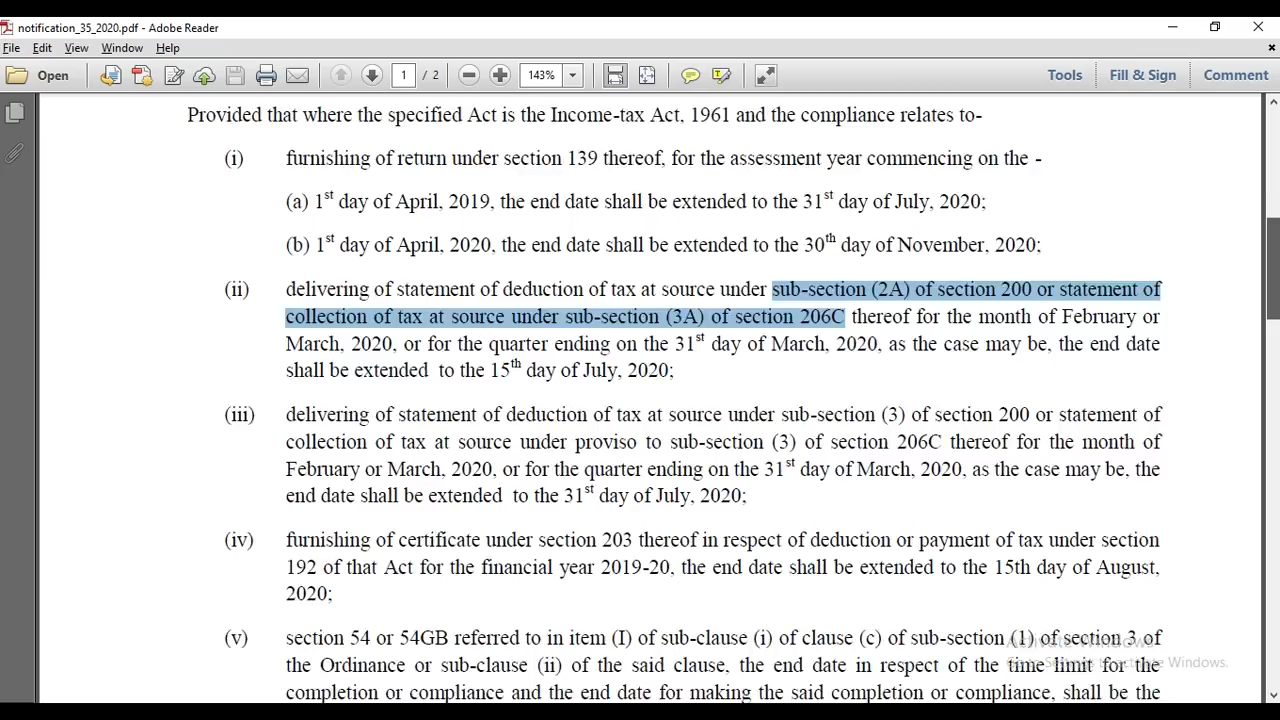 notification_35_2020.pdf - Adobe Reader
File Edit View Window Help
Open 1 / 2 143% Tools Fill & Sign Comment
Provided that where the specified Act is the Income-tax Act, 1961 and the compliance relates to-
(i) furnishing of return under section 139 thereof, for the assessment year commencing on the -
(a) 1st day of April, 2019, the end date shall be extended to the 31st day of July, 2020;
(b) 1st day of April, 2020, the end date shall be extended to the 30th day of November, 2020;
(ii) delivering of statement of deduction of tax at source under sub-section (2A) of section 200 or statement of
collection of tax at source under sub-section (3A) of section 206C thereof for the month of February or
March, 2020, or for the quarter ending on the 31st day of March, 2020, as the case may be, the end date
shall be extended to the 15th day of July, 2020;
(iii) delivering of statement of deduction of tax at source under sub-section (3) of section 200 or statement of
collection of tax at source under proviso to sub-section (3) of section 206C thereof for the month of
February or March, 2020, or for the quarter ending on the 31st day of March, 2020, as the case may be, the
end date shall be extended to the 31st day of July, 2020;
(iv) furnishing of certificate under section 203 thereof in respect of deduction or payment of tax under section
192 of that Act for the financial year 2019-20, the end date shall be extended to the 15th day of August,
2020;
(v) section 54 or 54GB referred to in item (I) of sub-clause (i) of clause (c) of sub-section (1) of section 3 of
the Ordinance or sub-clause (ii) of the said clause, the end date in respect of the time limit for the
completion or compliance and the end date for making the said completion or compliance, shall be the
Activate Windows
Go to Settings to activate Windows.